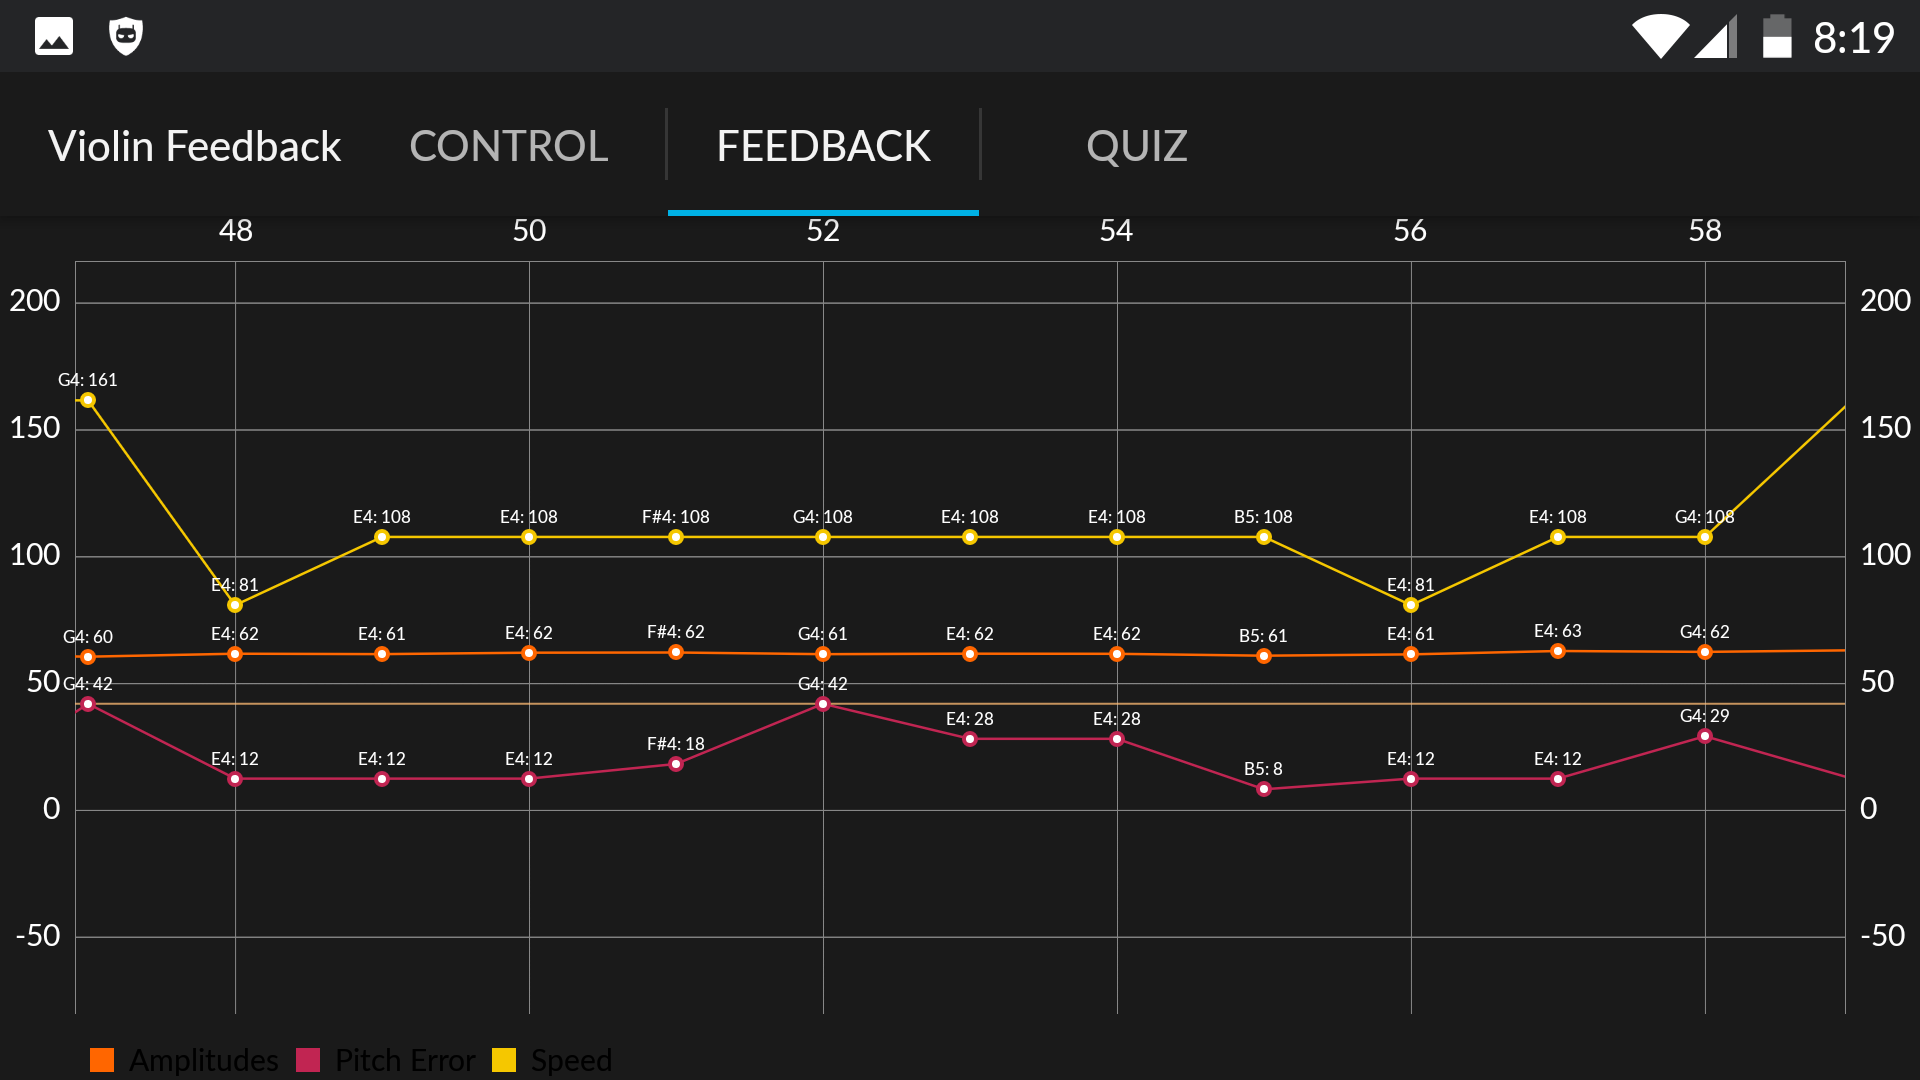 8:19
Violin Feedback CONTROL FEEDBACK QUIZ
48 50 52 54 56 58
200 200
G4: 161
150 150
E4: 108 E4: 108 F#4: 108 G4: 108 E4: 108 E4: 108 B5: 108 E4: 108 G4: 108
100 100
E4: 81 E4: 81
G4: 60 E4: 62 E4: 61 E4: 62 F#4: 62 G4: 61 E4: 62 E4: 62 B5: 61 E4: 61 E4: 63 G4: 62
50 50
G4: 42 E4: 12 E4: 12 E4: 12 F#4: 18 G4: 42 E4: 28 E4: 28 B5: 8 E4: 12 E4: 12 G4: 29
0 0
-50 -50
Amplitudes Pitch Error Speed